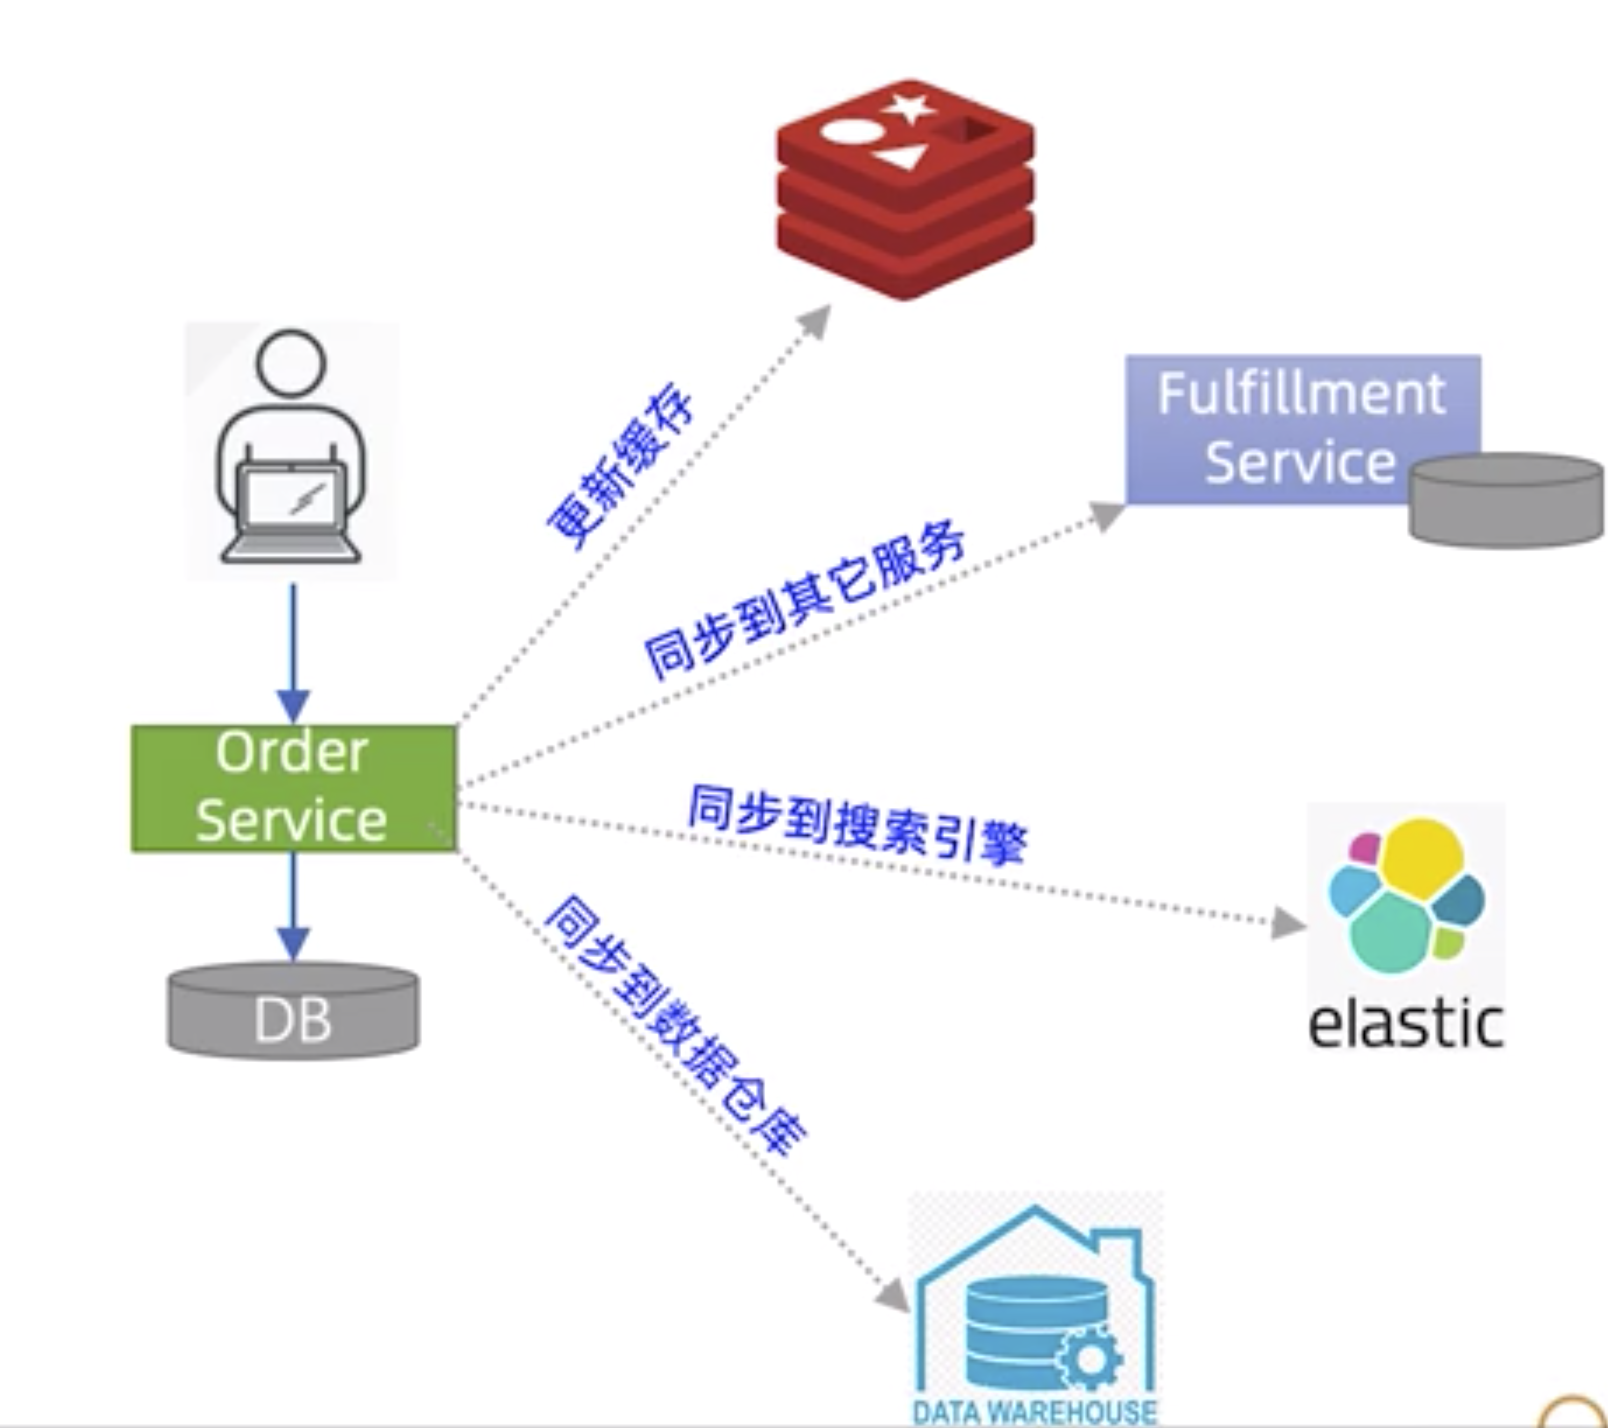 更新缓存
Fulfillment
Service
同步到其它服务
Order
Service
同步到搜索引擎
elastic
同步到数据仓库
DB
DATA WAREHOUSE